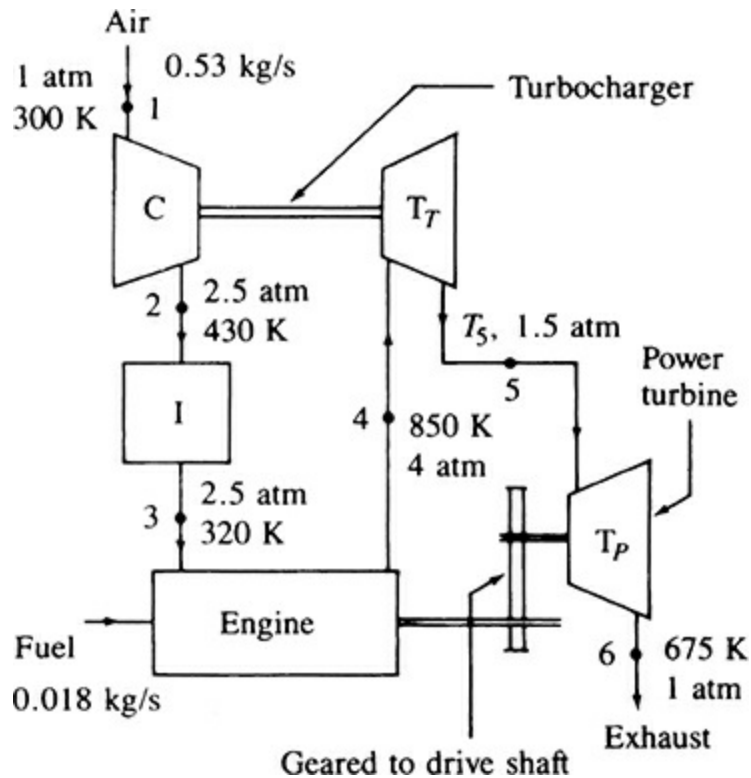 Air
1 atm
300 K
0.53 kg/s
1
Turbocharger
C
T_T
2
2.5 atm
430 K
T₅, 1.5 atm
5
Power
turbine
I
4
850 K
4 atm
3
2.5 atm
320 K
T_P
Engine
Fuel
0.018 kg/s
6
675 K
1 atm
Exhaust
Geared to drive shaft